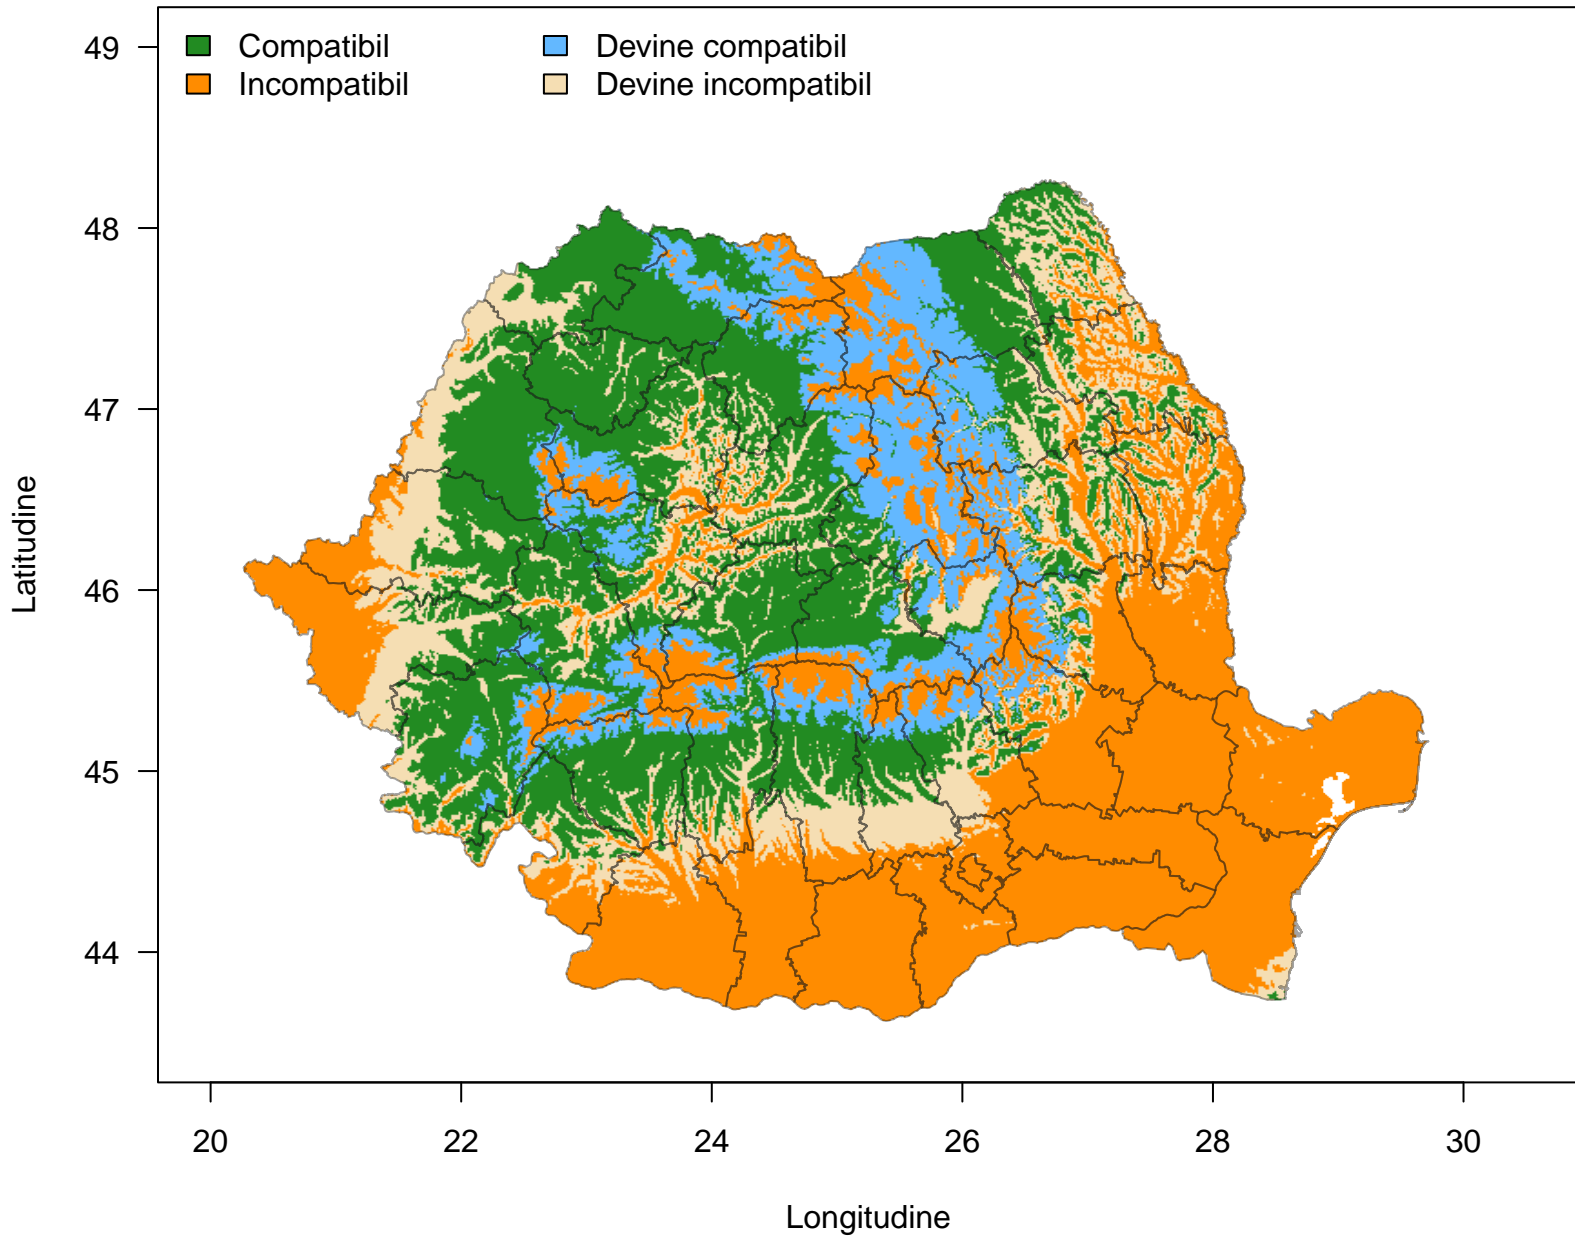 Compatibil
Incompatibil
Devine compatibil
Devine incompatibil
49
48
47
46
45
44
Latitudine
20 22 24 26 28 30
Longitudine